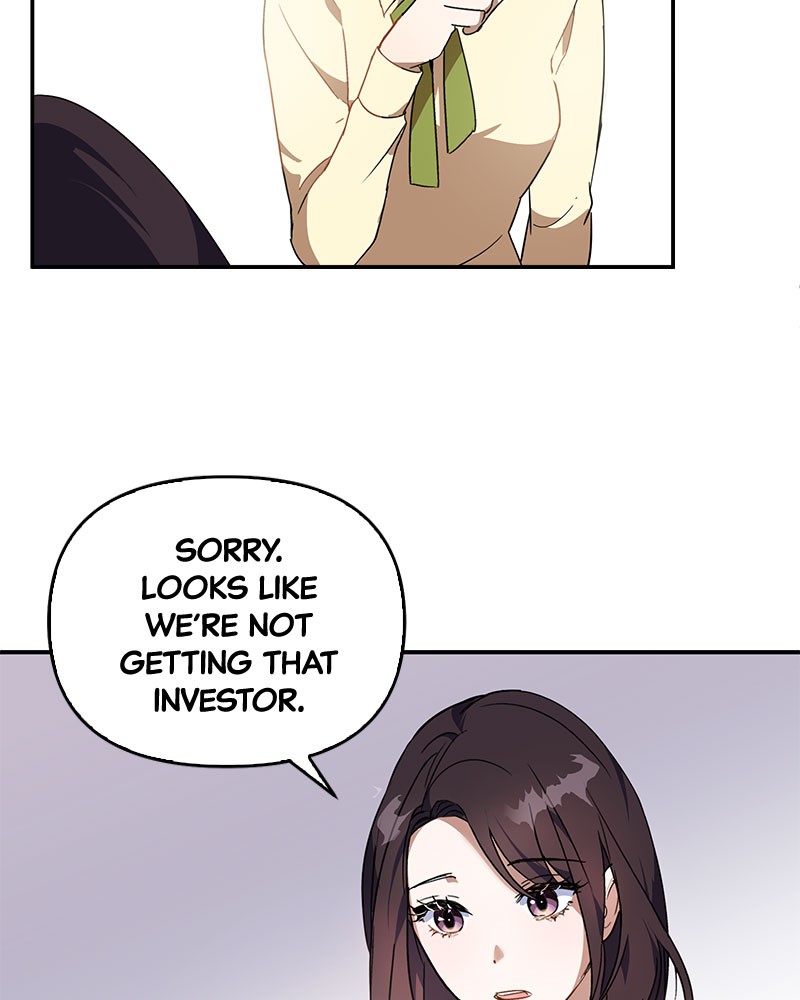 SORRY.
LOOKS LIKE
WE'RE NOT
GETTING THAT
INVESTOR.